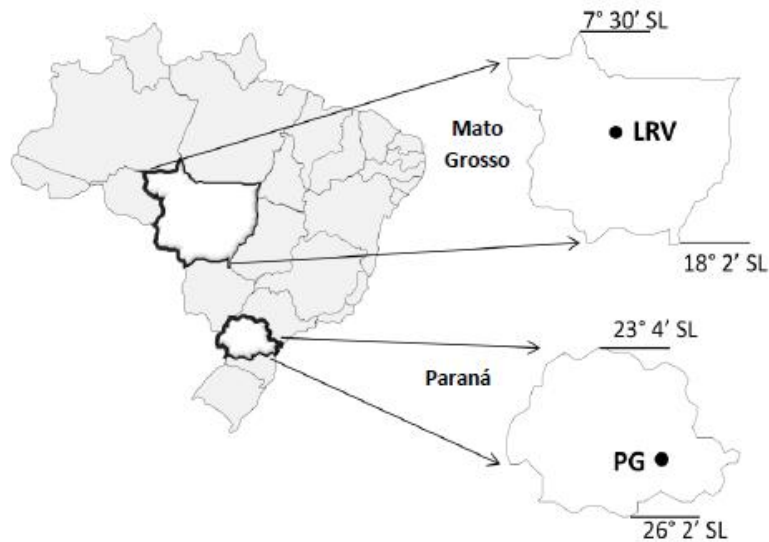 7° 30’ SL
Mato
Grosso
LRV
18° 2’ SL
23° 4’ SL
Paraná
PG
26° 2’ SL